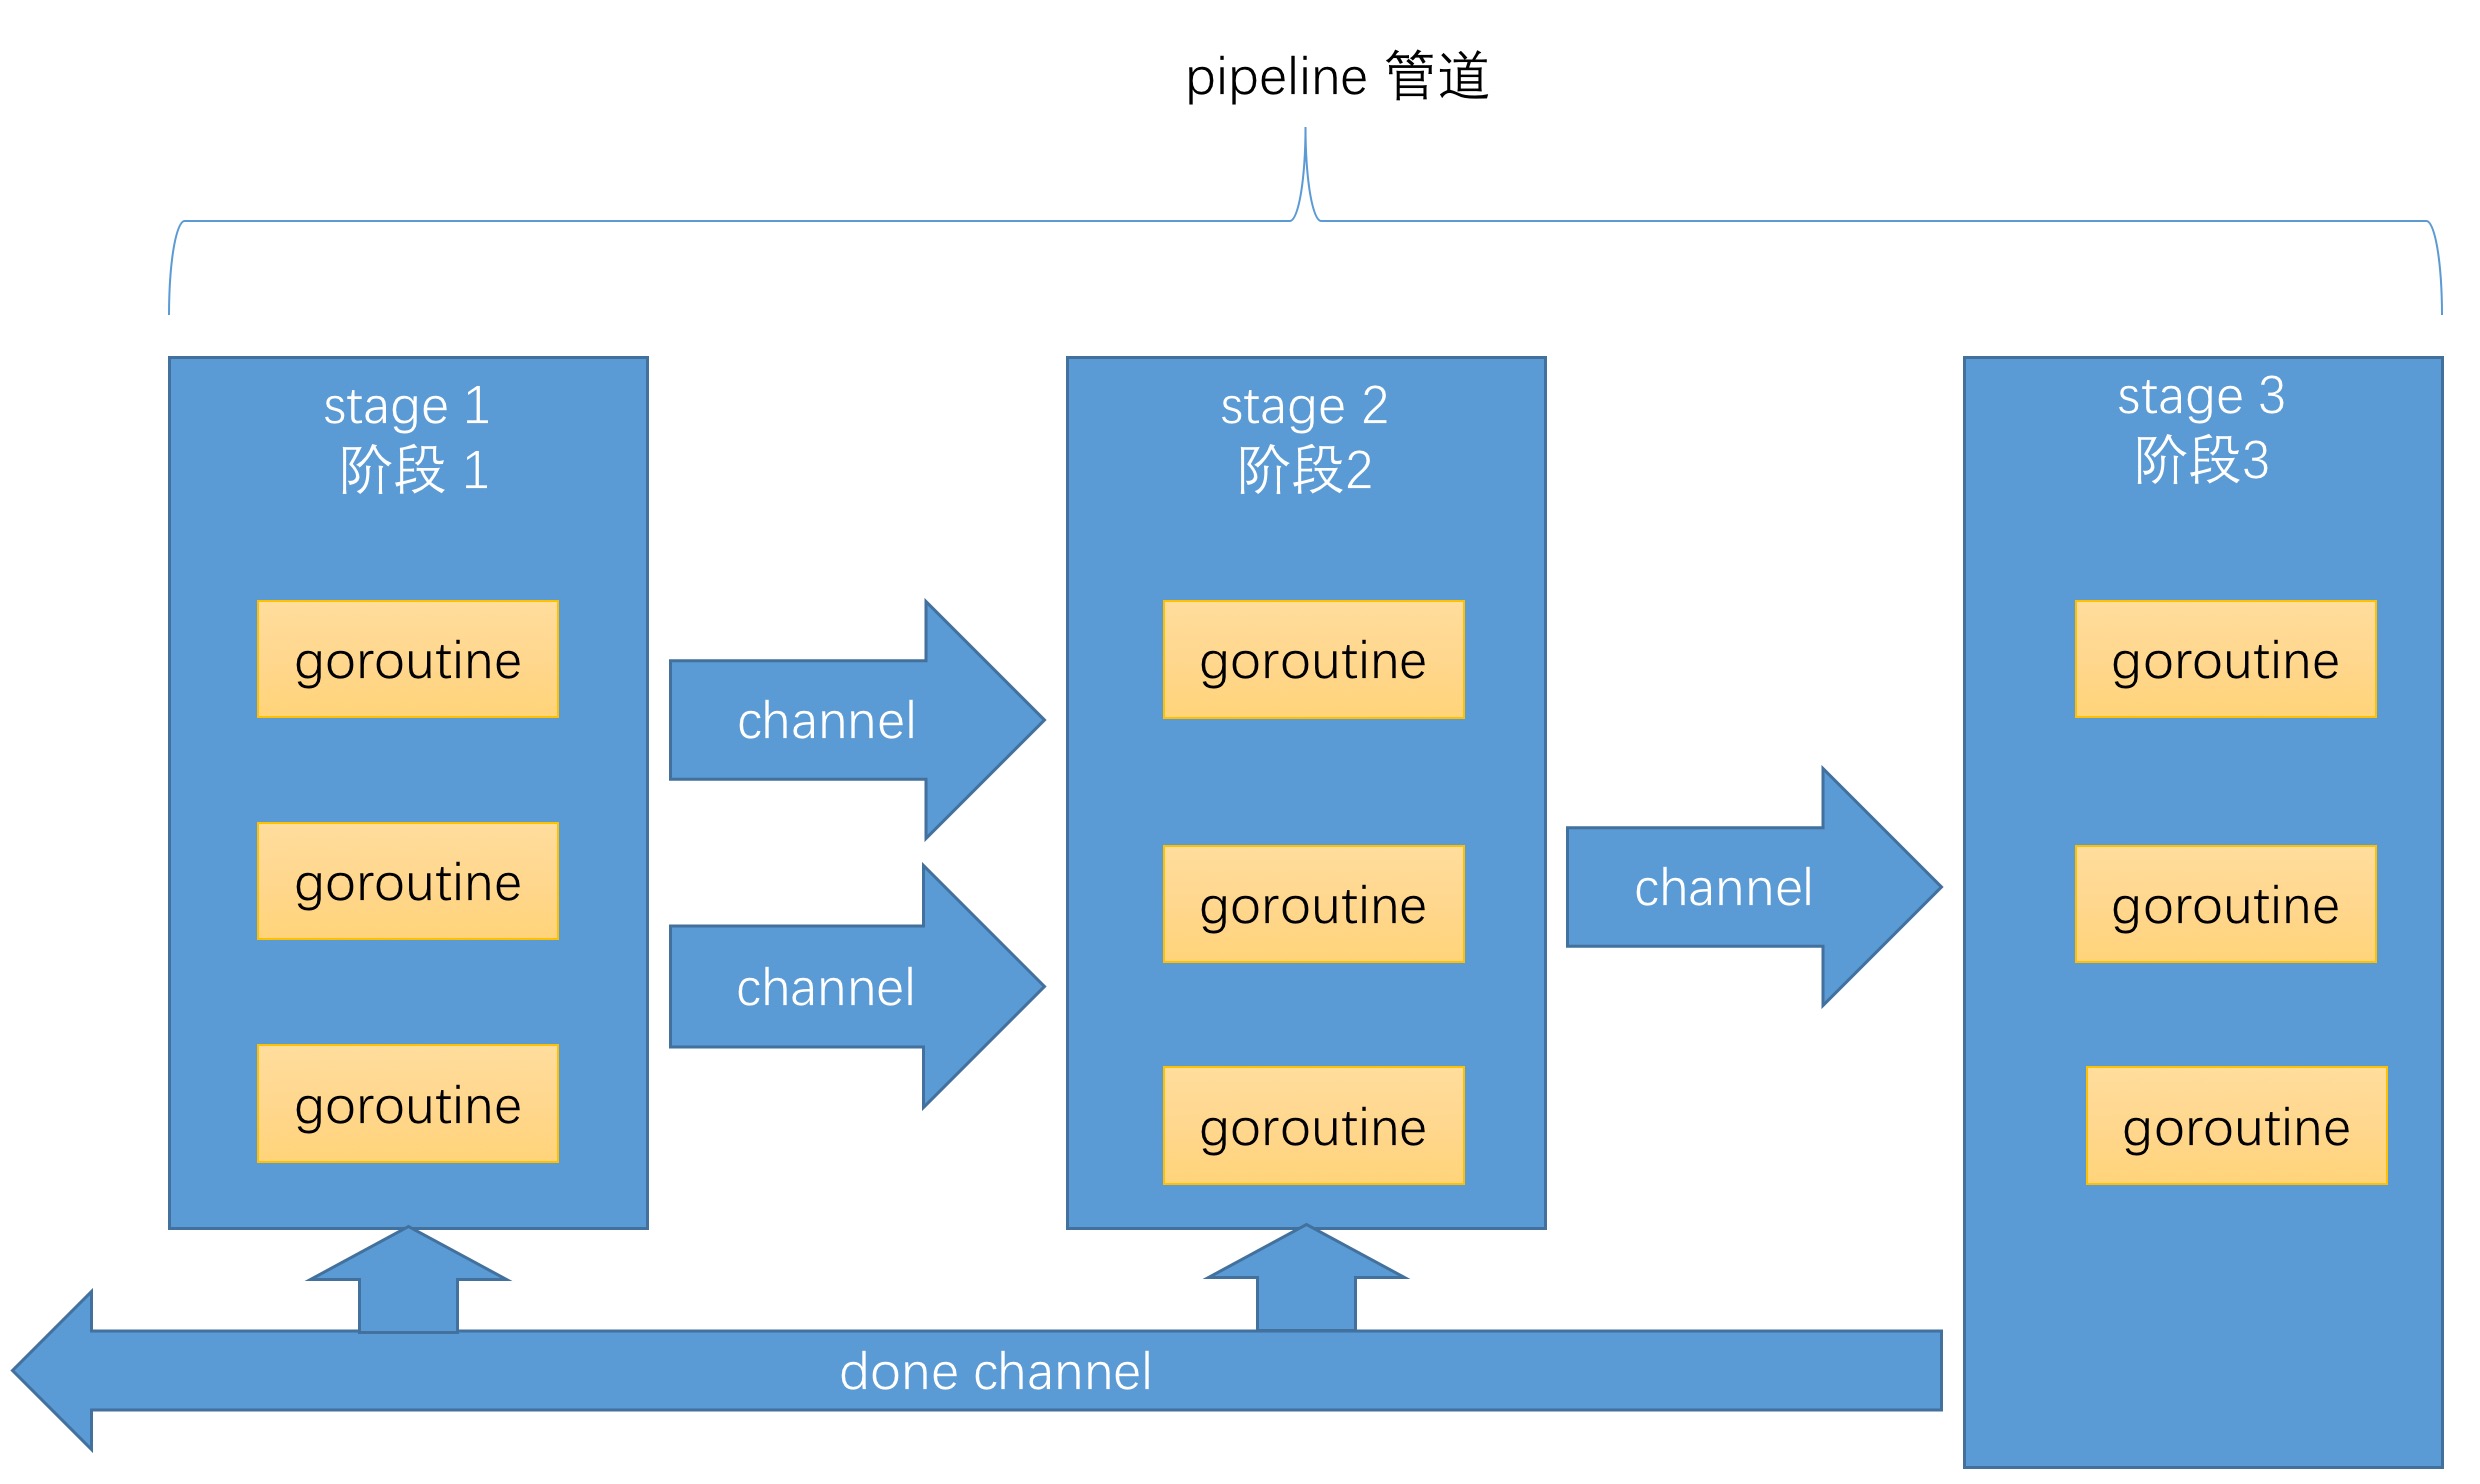 pipeline 管道
stage 1
阶段 1
goroutine
goroutine
goroutine
channel
channel
stage 2
阶段2
goroutine
goroutine
goroutine
channel
stage 3
阶段3
goroutine
goroutine
goroutine
done channel